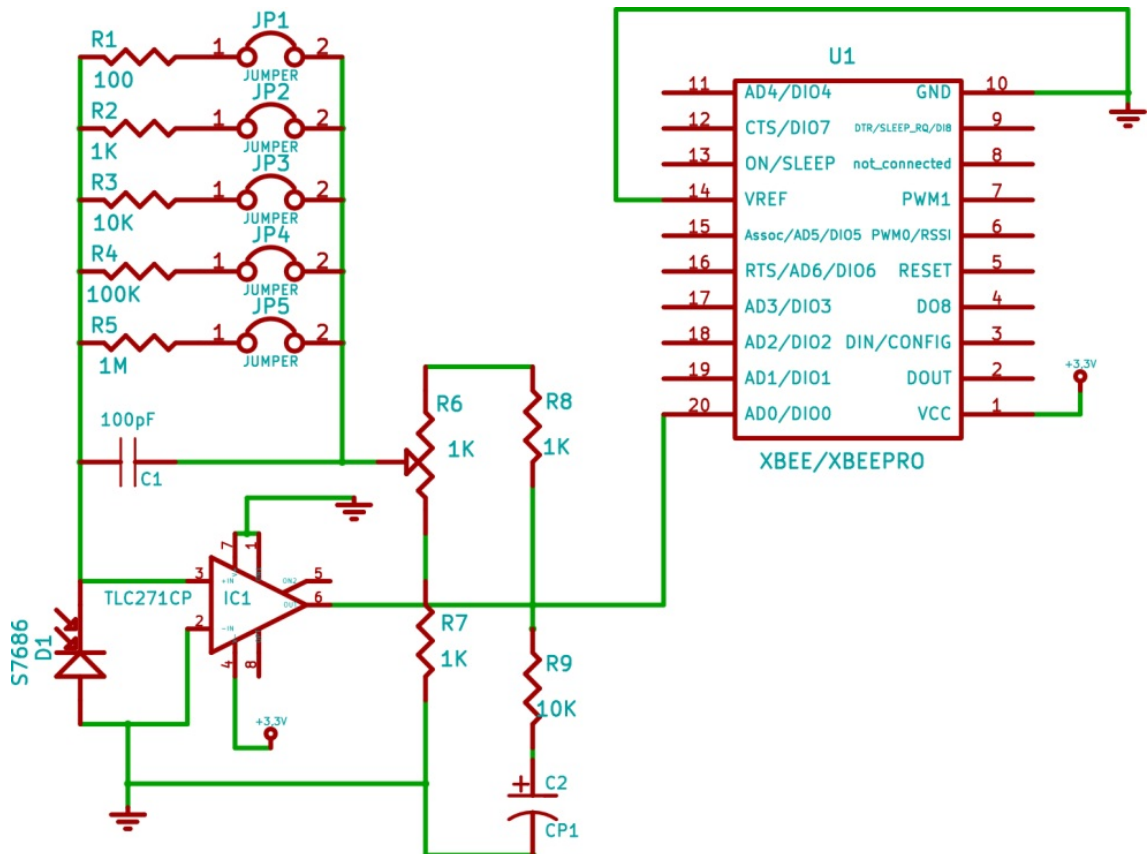 R1
100
1
JP1
2
JUMPER
R2
1K
1
JP2
2
JUMPER
R3
10K
1
JP3
2
JUMPER
R4
100K
1
JP4
2
JUMPER
R5
1M
1
JP5
2
JUMPER
100pF
C1
R6
1K
R8
1K
7
1
3
+IN
TLC271CP
IC1
ON2
5
OUT
6
2
-IN
4
8
S7686
D1
+3.3V
R7
1K
R9
10K
+
C2
CP1
U1
11
AD4/DIO4
GND
10
12
CTS/DIO7
DTR/SLEEP_RQ/DI8
9
13
ON/SLEEP
not_connected
8
14
VREF
PWM1
7
15
Assoc/AD5/DIO5
PWM0/RSSI
6
16
RTS/AD6/DIO6
RESET
5
17
AD3/DIO3
DO8
4
18
AD2/DIO2
DIN/CONFIG
3
19
AD1/DIO1
DOUT
2
20
AD0/DIO0
VCC
1
+3.3V
XBEE/XBEEPRO